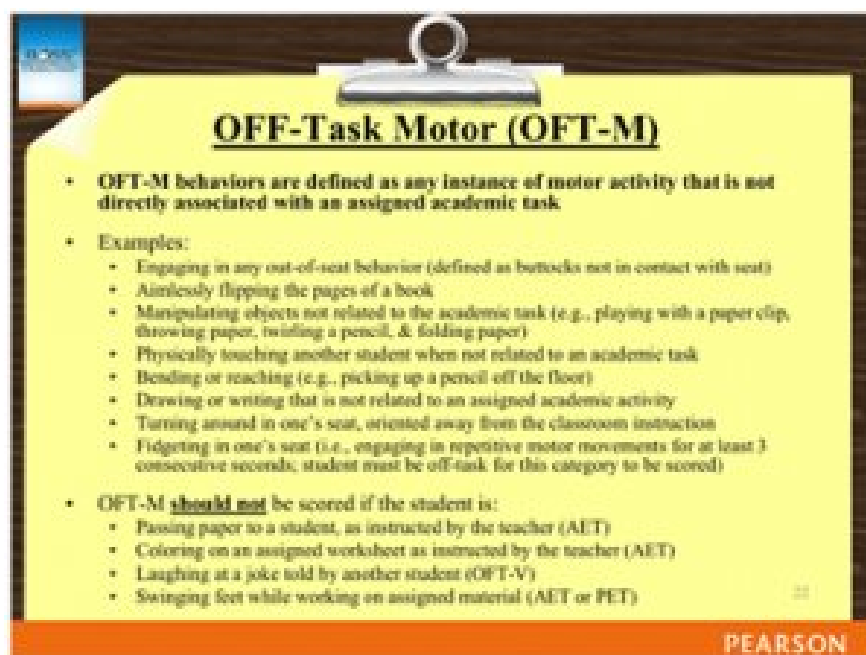 OFF-Task Motor (OFT-M)
• OFT-M behaviors are defined as any instance of motor activity that is not
directly associated with an assigned academic task
• Examples:
• Engaging in any out-of-seat behavior (defined as buttocks not in contact with seat)
• Aimlessly flipping the pages of a book
• Manipulating objects not related to the academic task (e.g., playing with a paper clip,
throwing paper, twirling a pencil, & folding paper)
• Physically touching another student when not related to an academic task
• Bending or reaching (e.g., picking up a pencil off the floor)
• Drawing or writing that is not related to an assigned academic activity
• Turning around in one's seat, oriented away from the classroom instruction
• Fidgeting in one's seat (i.e., engaging in repetitive motor movements for at least 3
consecutive seconds; student must be off-task for this category to be scored)
• OFT-M should not be scored if the student is:
• Passing paper to a student, as instructed by the teacher (AET)
• Coloring on an assigned worksheet as instructed by the teacher (AET)
• Laughing at a joke told by another student (OFT-V)
• Swinging feet while working on assigned material (AET or PET)
PEARSON